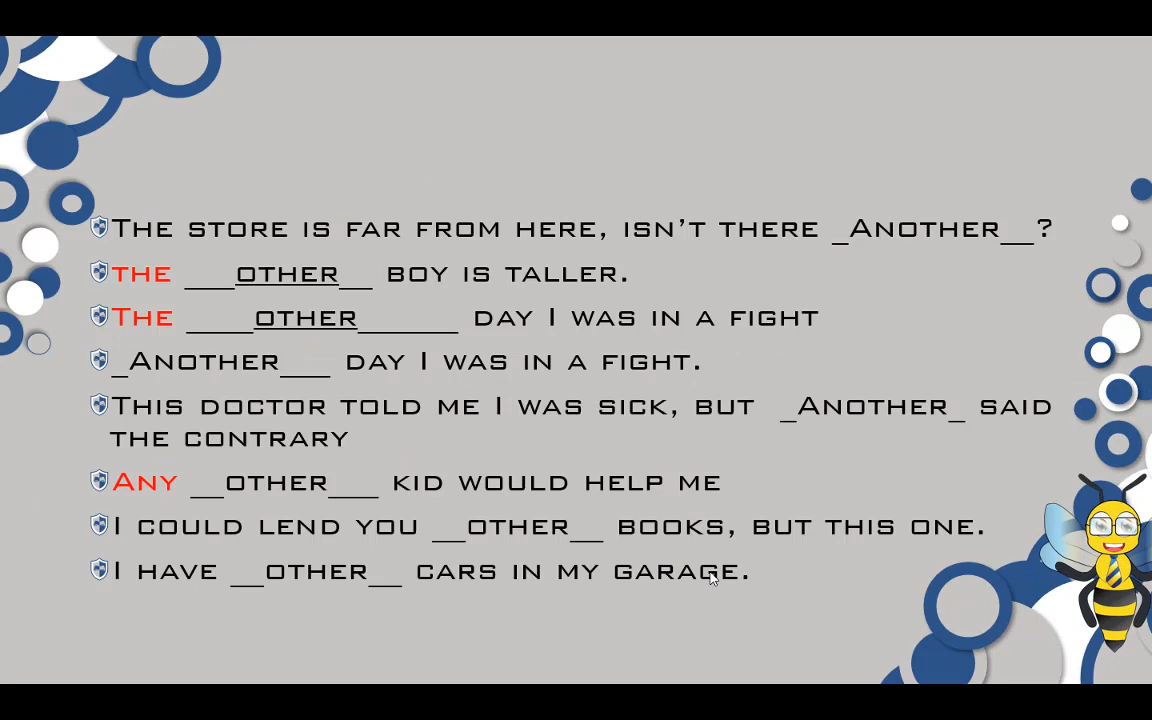 The store is far from here, isn't there _Another__?
the ___other__ boy is taller.
The ____other______ day I was in a fight
_Another___ day I was in a fight.
This doctor told me I was sick, but _Another_ said
the contrary
Any __other___ kid would help me
I could lend you __other__ books, but this one.
I have __other__ cars in my garage.